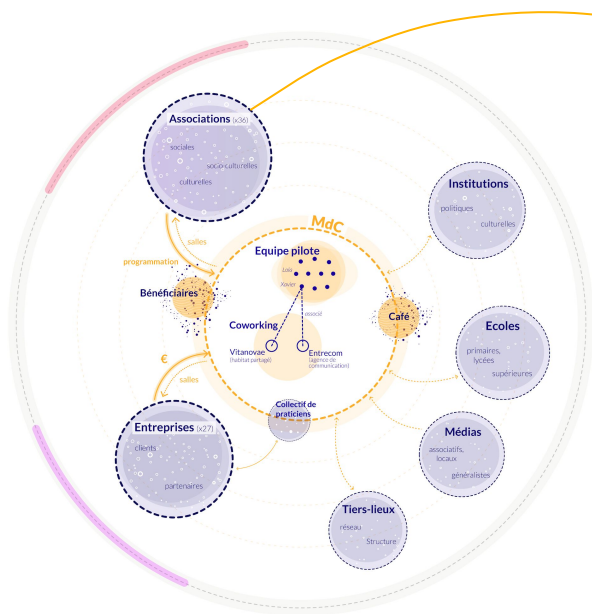 Associations (x36)
sociales
socio-culturelles
culturelles
Institutions
politiques
culturelles
MdC
salles
programmation
Equipe pilote
Xavier
Bénéficiaires
associé
Café
Coworking
Vitanovae
(habitat partagé)
Entrecom
(agence de
communication)
Ecoles
primaires,
lycées
supérieures
€
salles
Collectif de
praticiens
Entreprises (x27)
clients
partenaires
Médias
associatifs,
locaux
généralistes
Tiers-lieux
réseau
Structure